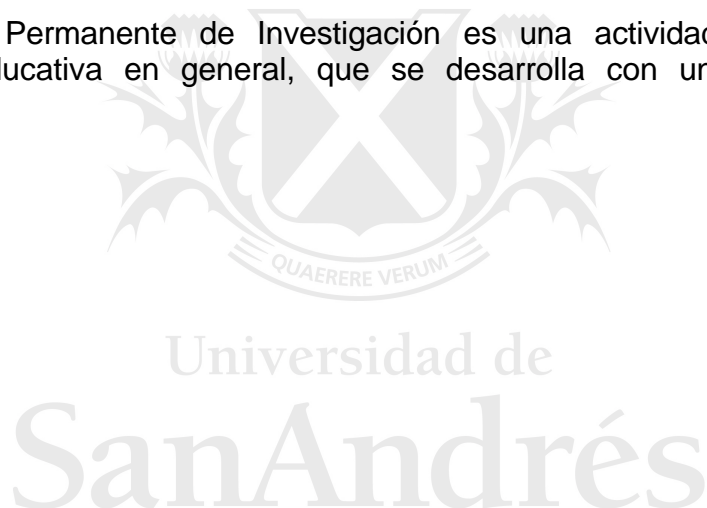 Permanente de Investigación es una actividad
ucativa en general, que se desarrolla con un
QUAERERE VERUM
Universidad de
SanAndrés